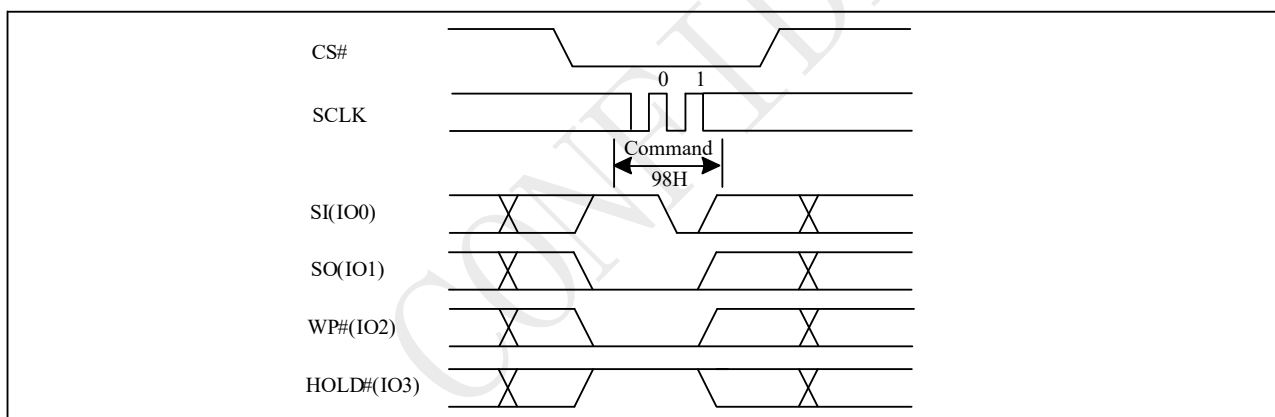 CS#
0 1
SCLK
Command
98H
SI(IO0)
SO(IO1)
WP#(IO2)
HOLD#(IO3)